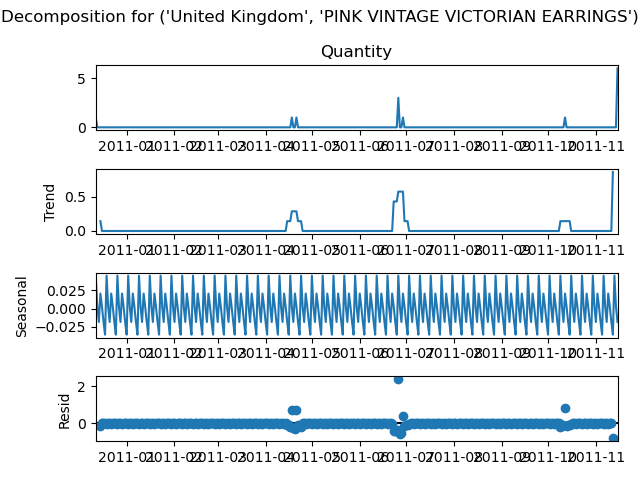 Decomposition for ('United Kingdom', 'PINK VINTAGE VICTORIAN EARRINGS')
Quantity
5
0
2011-01 2011-02 2011-03 2011-04 2011-05 2011-06 2011-07 2011-08 2011-09 2011-10 2011-11
Trend
0.5
0.0
2011-01 2011-02 2011-03 2011-04 2011-05 2011-06 2011-07 2011-08 2011-09 2011-10 2011-11
Seasonal
0.025
0.000
−0.025
2011-01 2011-02 2011-03 2011-04 2011-05 2011-06 2011-07 2011-08 2011-09 2011-10 2011-11
Resid
2
0
2011-01 2011-02 2011-03 2011-04 2011-05 2011-06 2011-07 2011-08 2011-09 2011-10 2011-11